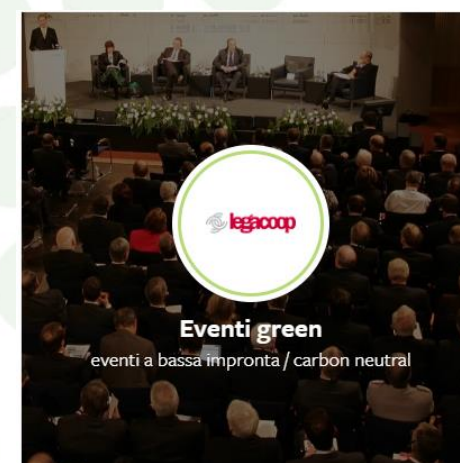 legacoop
Eventi green
eventi a bassa impronta / carbon neutral